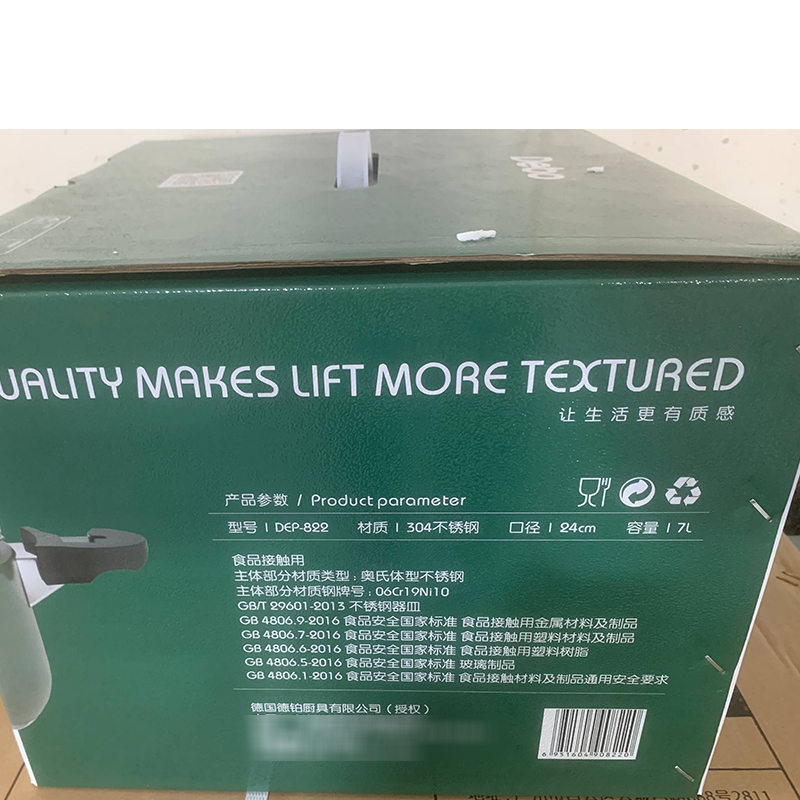 Debo
UALITY MAKES LIFT MORE TEXTURED
让生活更有质感
产品参数 / Product parameter
型号 | DEP-822 材质 | 304不锈钢 口径 | 24cm 容量 | 7L
食品接触用
主体部分材质类型：奥氏体型不锈钢
主体部分材质钢牌号：06Cr19Ni10
GB/T 29601-2013 不锈钢器皿
GB 4806.9-2016 食品安全国家标准 食品接触用金属材料及制品
GB 4806.7-2016 食品安全国家标准 食品接触用塑料材料及制品
GB 4806.6-2016 食品安全国家标准 食品接触用塑料树脂
GB 4806.5-2016 食品安全国家标准 玻璃制品
GB 4806.1-2016 食品安全国家标准 食品接触材料及制品通用安全要求
德国德铂厨具有限公司（授权）
6951604908220
8号2811